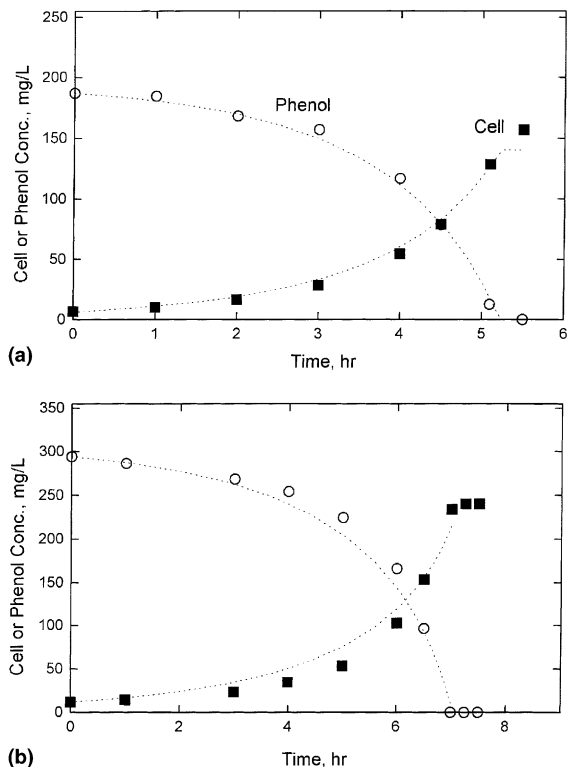 250
200
150
100
50
0
Cell or Phenol Conc., mg/L
Phenol
Cell
0 1 2 3 4 5 6
Time, hr
(a)
350
300
250
200
150
100
50
0
Cell or Phenol Conc., mg/L
0 2 4 6 8
Time, hr
(b)